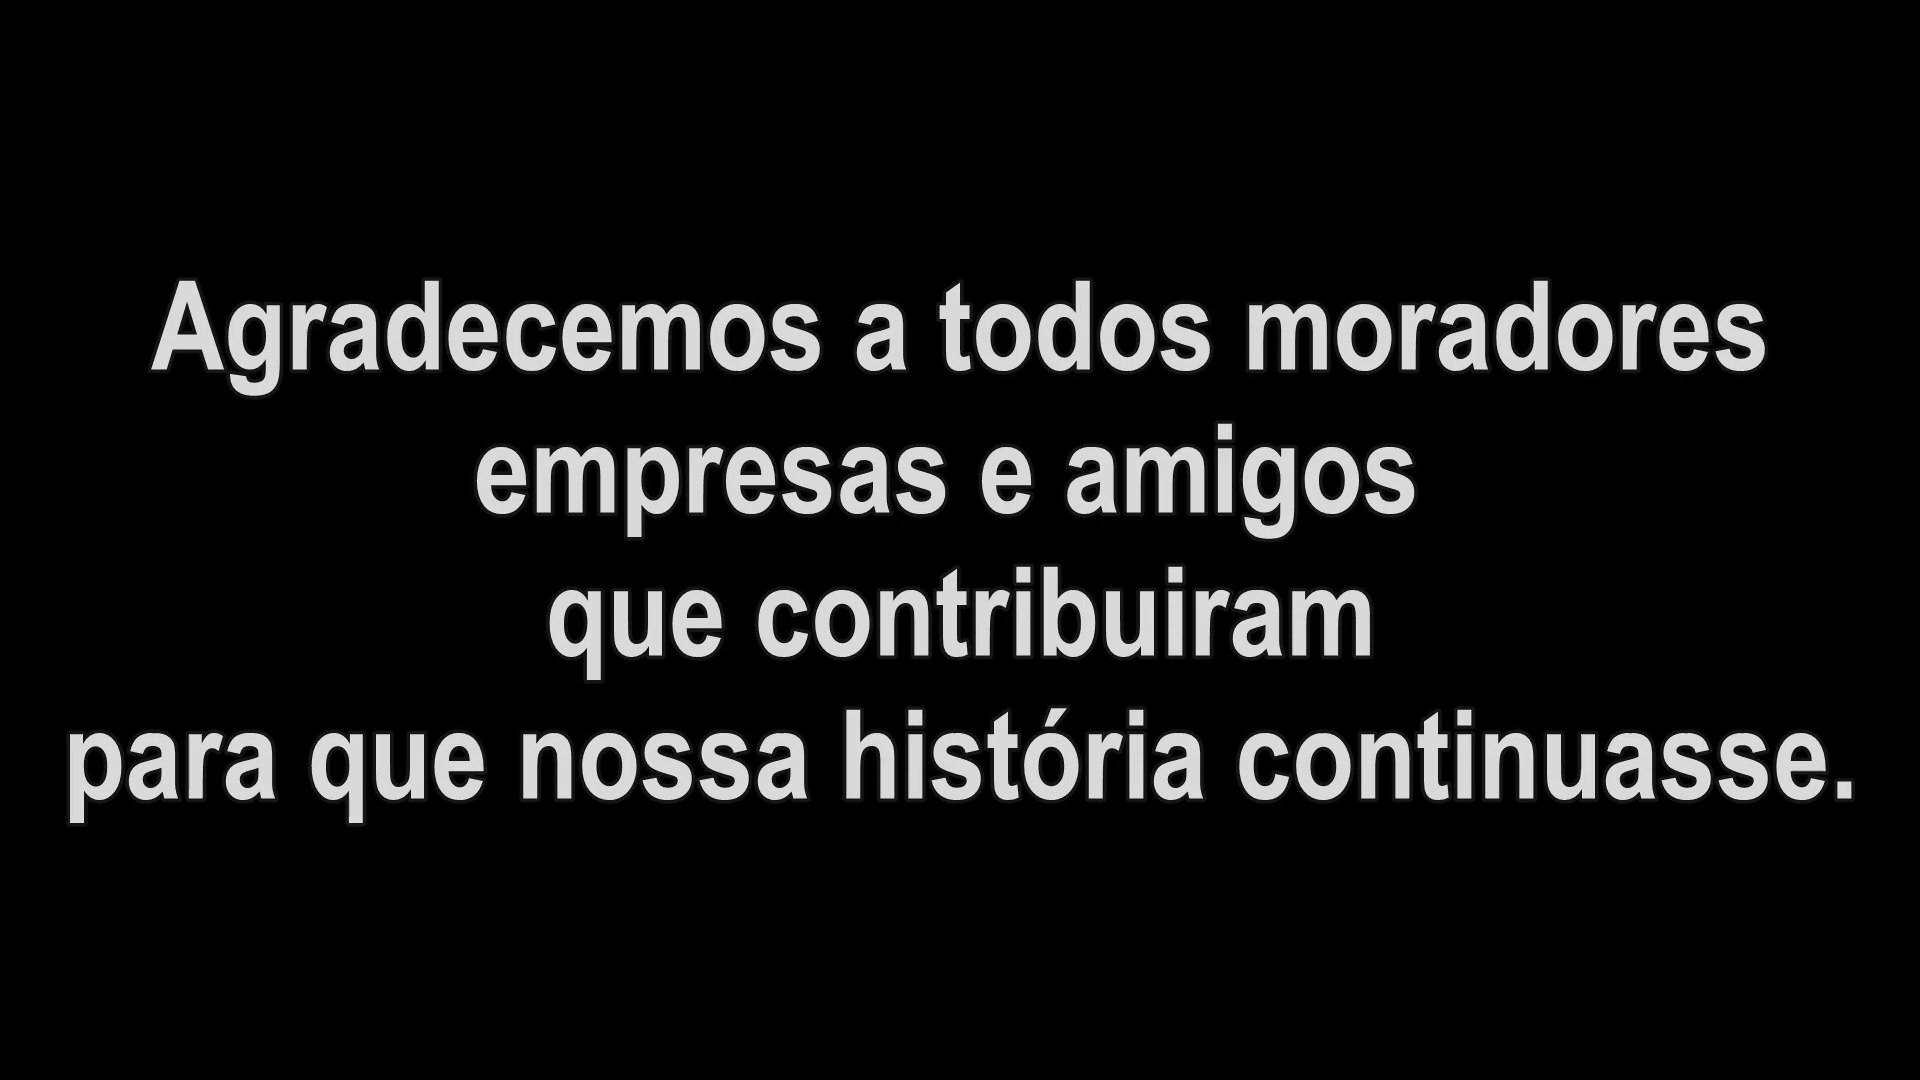 Agradecemos a todos moradores
empresas e amigos
que contribuiram
para que nossa história continuasse.